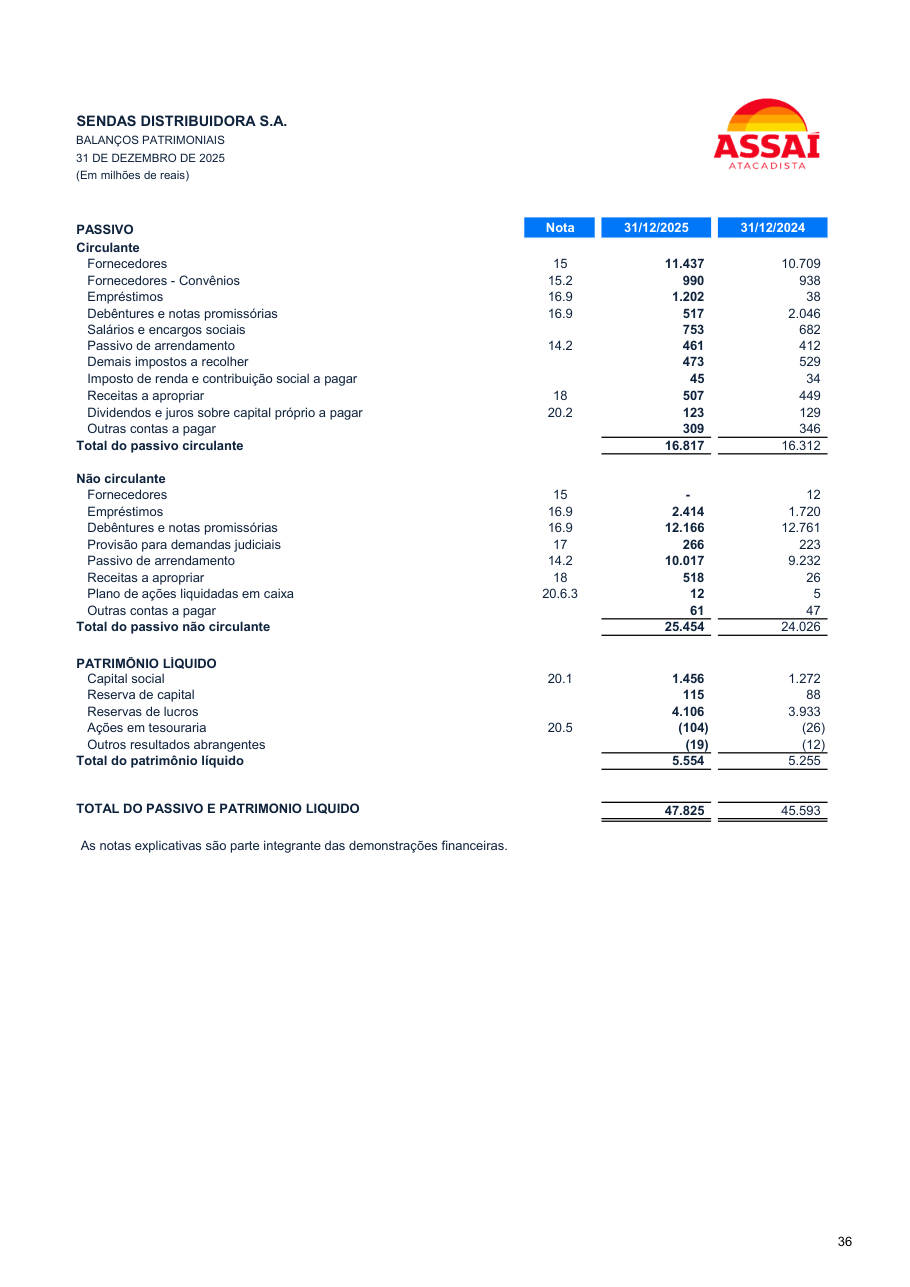 SENDAS DISTRIBUIDORA S.A.
BALANÇOS PATRIMONIAIS
31 DE DEZEMBRO DE 2025
(Em milhões de reais)
ASSAÍ
ATACADISTA
PASSIVO Nota 31/12/2025 31/12/2024
Circulante
Fornecedores 15 11.437 10.709
Fornecedores - Convênios 15.2 990 938
Empréstimos 16.9 1.202 38
Debêntures e notas promissórias 16.9 517 2.046
Salários e encargos sociais 753 682
Passivo de arrendamento 14.2 461 412
Demais impostos a recolher 473 529
Imposto de renda e contribuição social a pagar 45 34
Receitas a apropriar 18 507 449
Dividendos e juros sobre capital próprio a pagar 20.2 123 129
Outras contas a pagar 309 346
Total do passivo circulante 16.817 16.312
Não circulante
Fornecedores 15 - 12
Empréstimos 16.9 2.414 1.720
Debêntures e notas promissórias 16.9 12.166 12.761
Provisão para demandas judiciais 17 266 223
Passivo de arrendamento 14.2 10.017 9.232
Receitas a apropriar 18 518 26
Plano de ações liquidadas em caixa 20.6.3 12 5
Outras contas a pagar 61 47
Total do passivo não circulante 25.454 24.026
PATRIMÔNIO LÍQUIDO
Capital social 20.1 1.456 1.272
Reserva de capital 115 88
Reservas de lucros 4.106 3.933
Ações em tesouraria 20.5 (104) (26)
Outros resultados abrangentes (19) (12)
Total do patrimônio líquido 5.554 5.255
TOTAL DO PASSIVO E PATRIMONIO LIQUIDO 47.825 45.593
As notas explicativas são parte integrante das demonstrações financeiras.
36